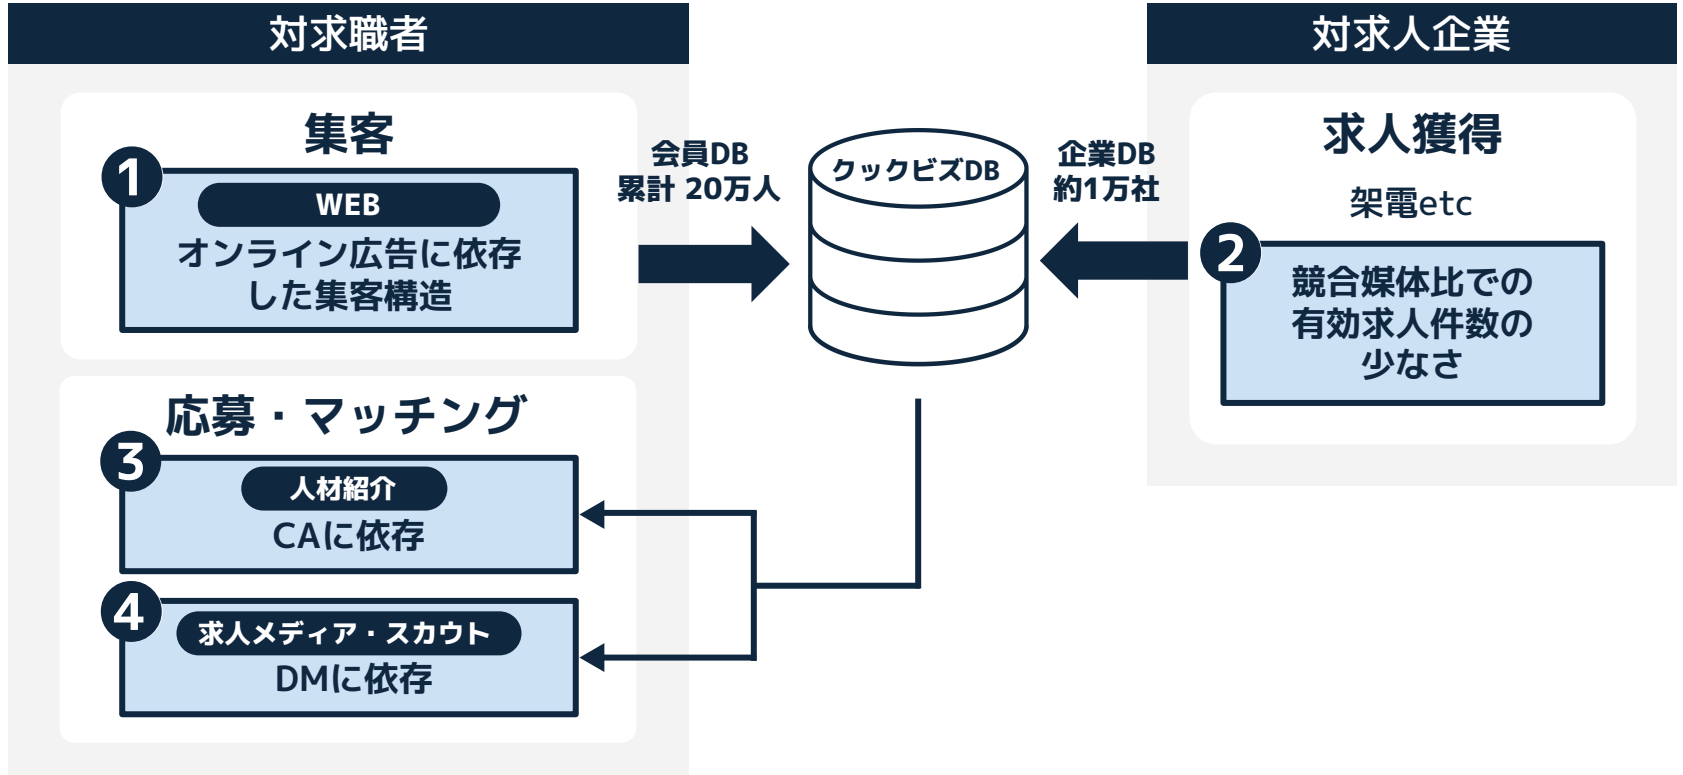 対求職者
集客
1
WEB
オンライン広告に依存
した集客構造
会員DB
累計 20万人
クックビズDB
企業DB
約1万社
対求人企業
求人獲得
架電etc
2
競合媒体比での
有効求人件数の
少なさ
応募・マッチング
3
人材紹介
CAに依存
4
求人メディア・スカウト
DMに依存